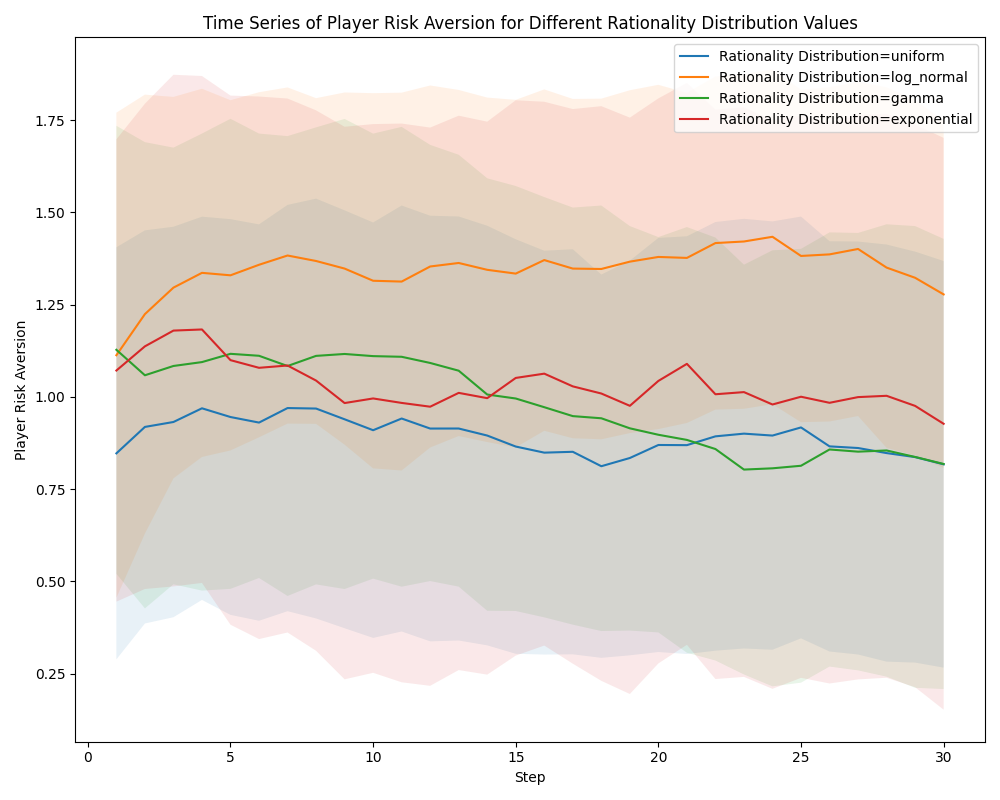 Time Series of Player Risk Aversion for Different Rationality Distribution Values
Rationality Distribution=uniform
Rationality Distribution=log_normal
Rationality Distribution=gamma
Rationality Distribution=exponential
Player Risk Aversion
1.75
1.50
1.25
1.00
0.75
0.50
0.25
0 5 10 15 20 25 30
Step